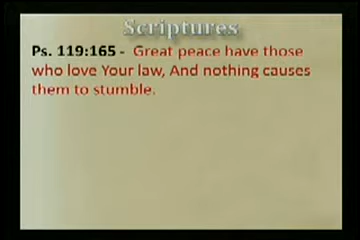 Scriptures
Ps. 119:165 - Great peace have those
who love Your law, And nothing causes
them to stumble.